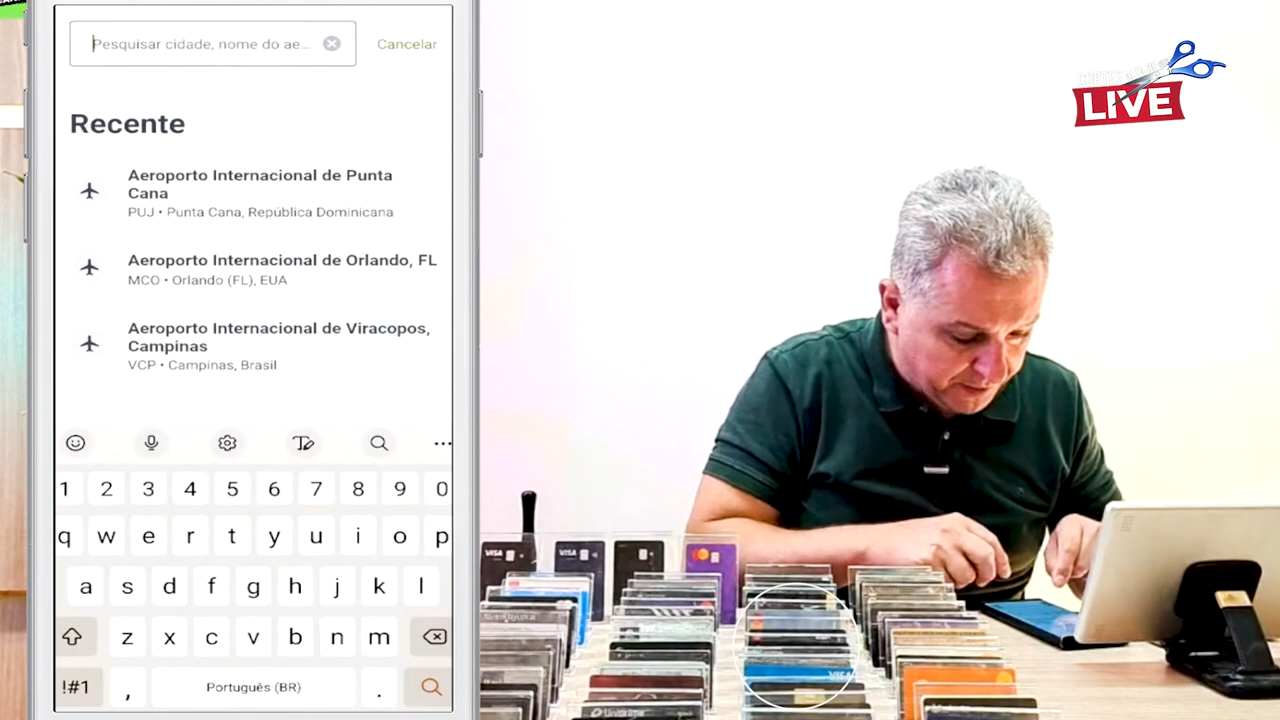 Pesquisar cidade, nome do ae...
Cancelar
Recente
Aeroporto Internacional de Punta
Cana
PUJ • Punta Cana, República Dominicana
Aeroporto Internacional de Orlando, FL
MCO • Orlando (FL), EUA
Aeroporto Internacional de Viracopos,
Campinas
VCP • Campinas, Brasil
1 2 3 4 5 6 7 8 9 0
q w e r t y u i o p
a s d f g h j k l
z x c v b n m
!#1 , Português (BR) .
LIVE
VISA
VISA
VISA